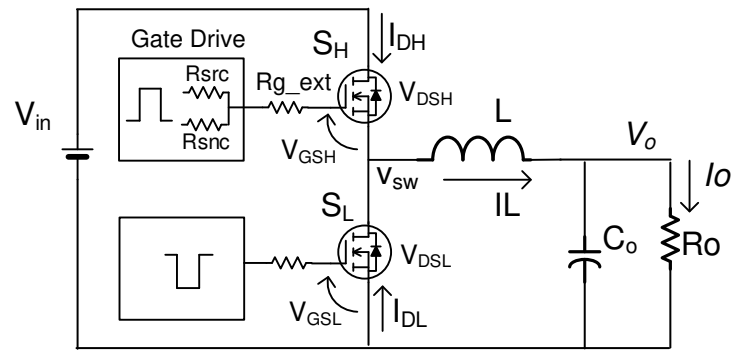 Gate Drive
S_H
I_DH
Rsrc
Rg_ext
V_DSH
V_in
Rsnc
V_GSH
L
V_o
v_sw
IL
Io
S_L
V_DSL
C_o
Ro
V_GSL
I_DL